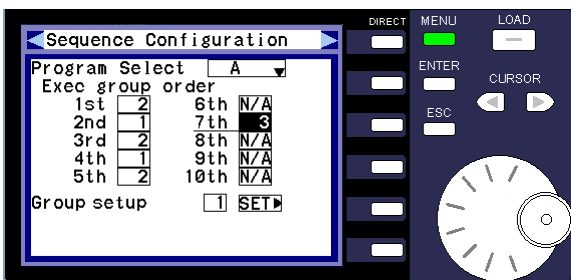 Sequence Configuration
Program Select A
Exec group order
1st 2 6th N/A
2nd 1 7th 3
3rd 2 8th N/A
4th 1 9th N/A
5th 2 10th N/A
Group setup 1 SET
DIRECT
MENU
LOAD
ENTER
CURSOR
ESC